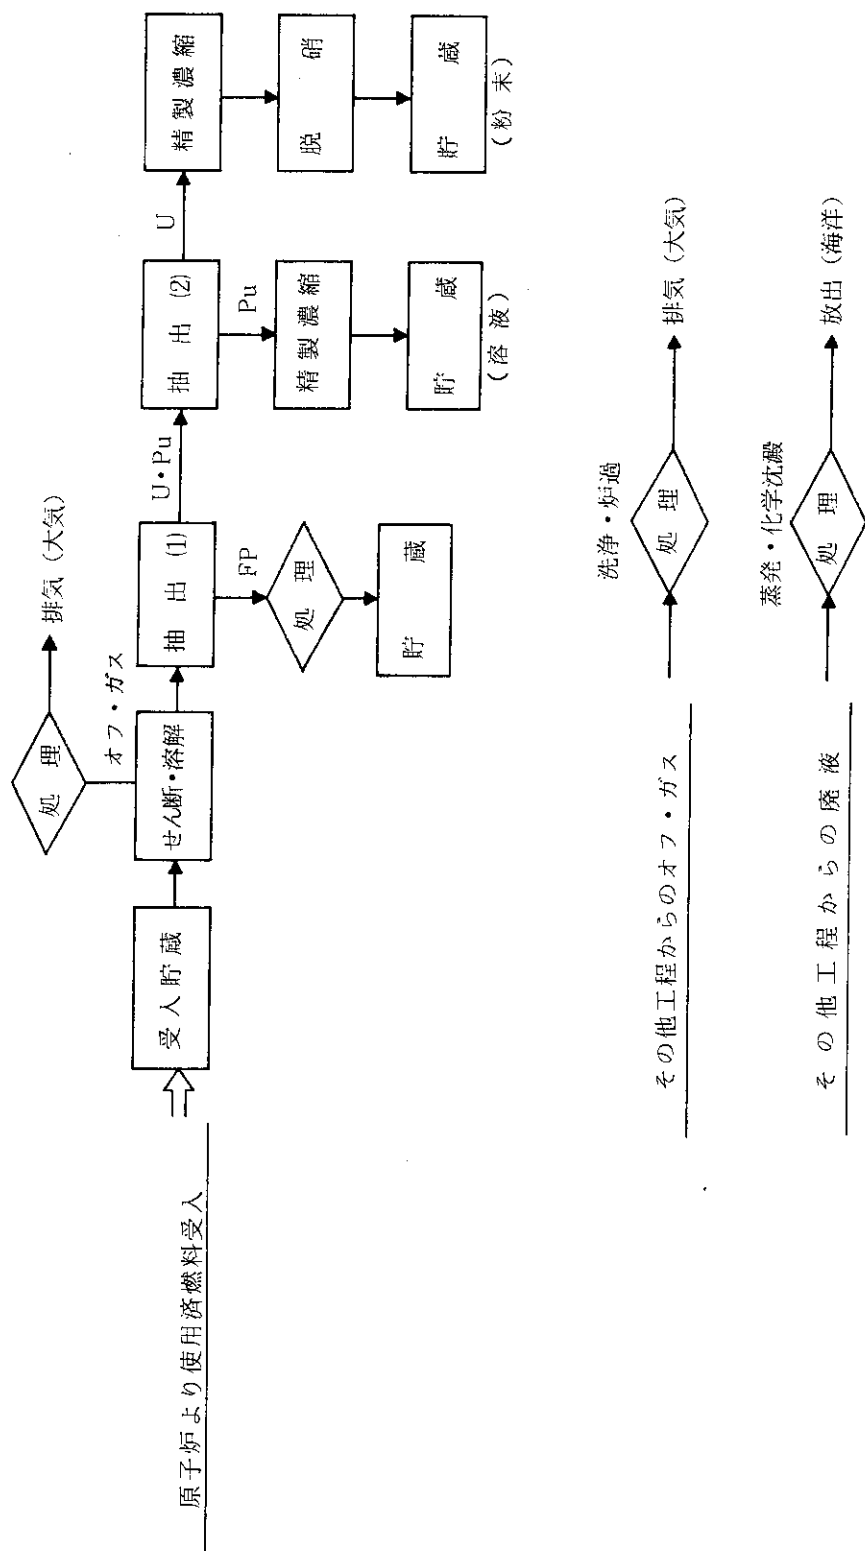 原子炉より使用済燃料受入
受入貯蔵
せん断・溶解
オフ・ガス
処理
排気(大気)
抽出(1)
FP
処理
貯蔵
U・Pu
抽出(2)
Pu
精製濃縮
貯蔵
(溶液)
U
精製濃縮
脱硝
貯蔵
(粉末)
その他工程からのオフ・ガス
洗浄・炉過
処理
排気(大気)
その他工程からの廃液
蒸発・化学沈澱
処理
放出(海洋)